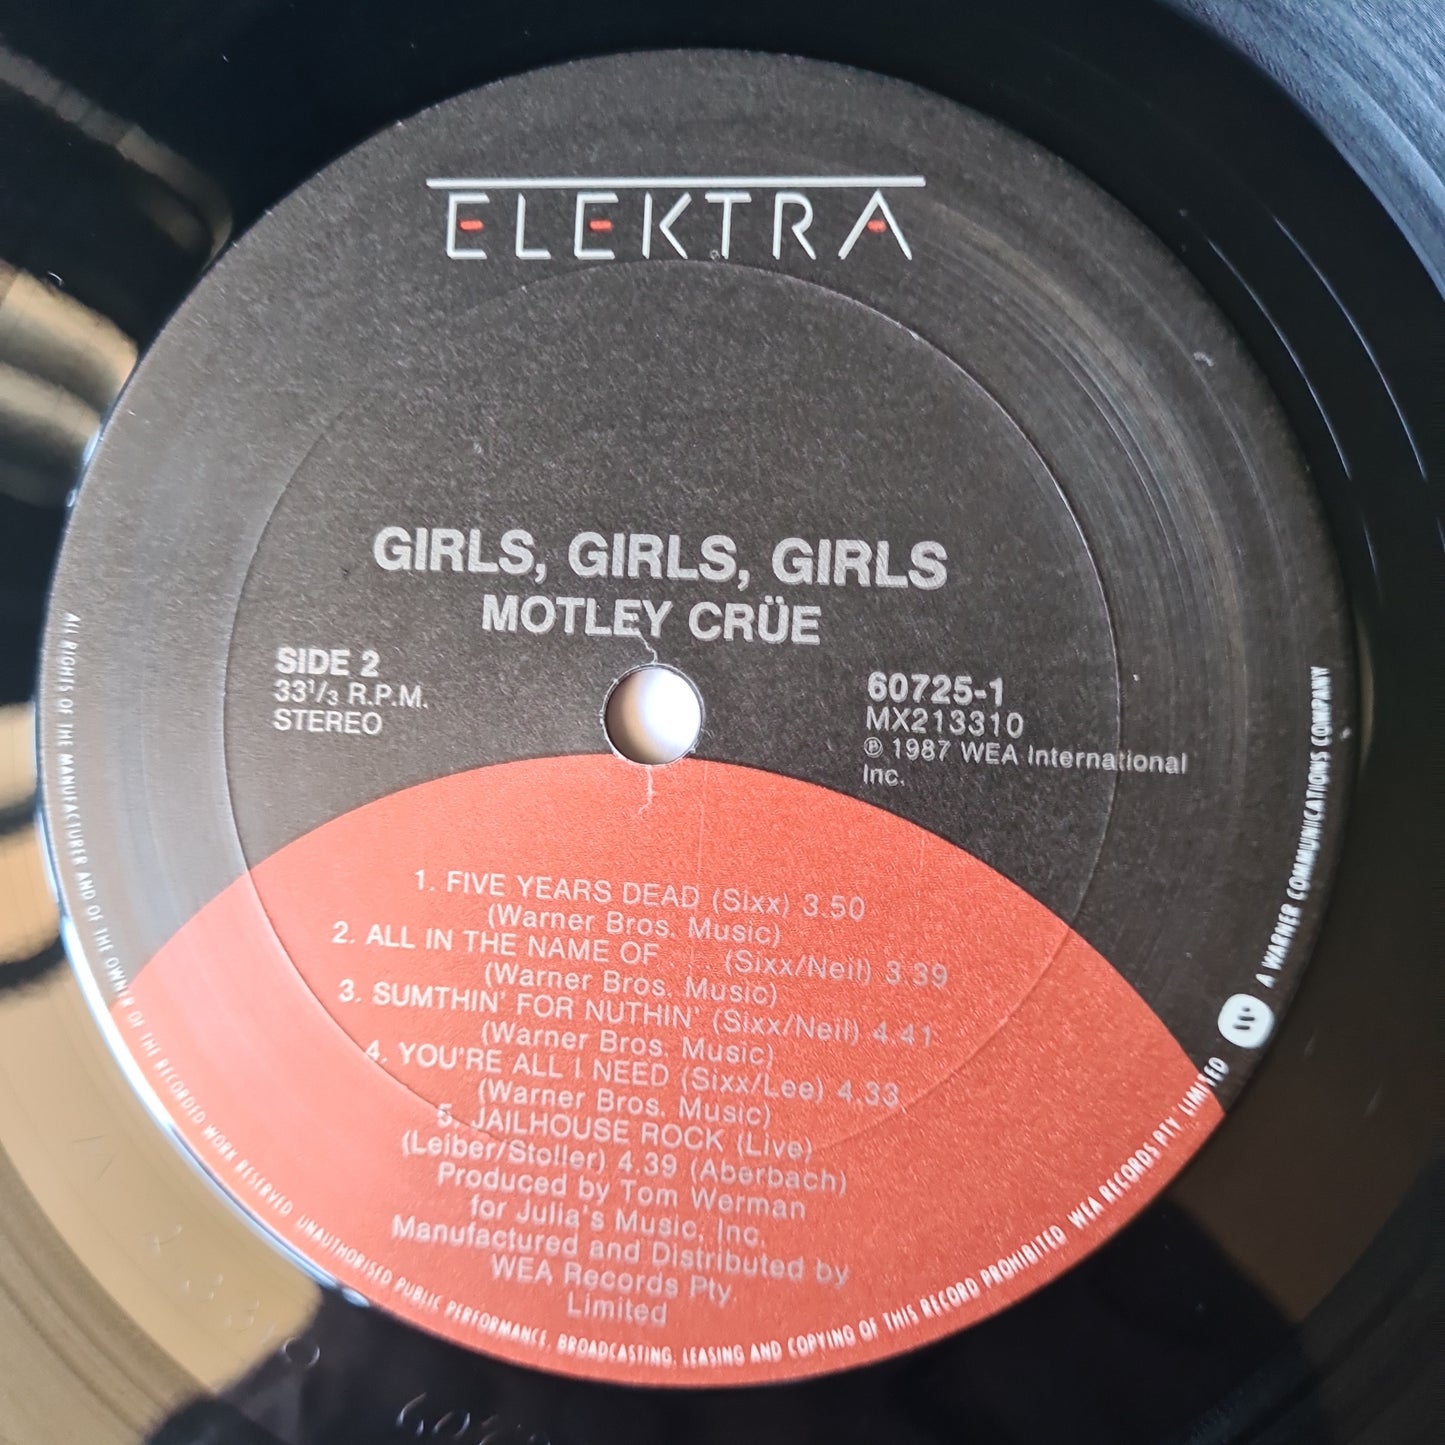 ELEKTRA
GIRLS, GIRLS, GIRLS
MOTLEY CRÜE
SIDE 2
33 1/3 R.P.M.
STEREO
60725-1
MX213310
℗ 1987 WEA International
Inc.
1. FIVE YEARS DEAD (Sixx) 3.50
(Warner Bros. Music)
2. ALL IN THE NAME OF . . . (Sixx/Neil) 3.39
(Warner Bros. Music)
3. SUMTHIN' FOR NUTHIN' (Sixx/Neil) 4.41
(Warner Bros. Music)
4. YOU'RE ALL I NEED (Sixx/Lee) 4.33
(Warner Bros. Music)
5. JAILHOUSE ROCK (Live)
(Leiber/Stoller) 4.39 (Aberbach)
Produced by Tom Werman
for Julia's Music, Inc.
Manufactured and Distributed by
WEA Records Pty.
Limited
ALL RIGHTS OF THE MANUFACTURER AND OF THE OWNER OF THE RECORDED WORK RESERVED. UNAUTHORISED PUBLIC PERFORMANCE, BROADCASTING, LEASING AND COPYING OF THIS RECORD PROHIBITED. WEA RECORDS PTY. LIMITED
A WARNER COMMUNICATIONS COMPANY